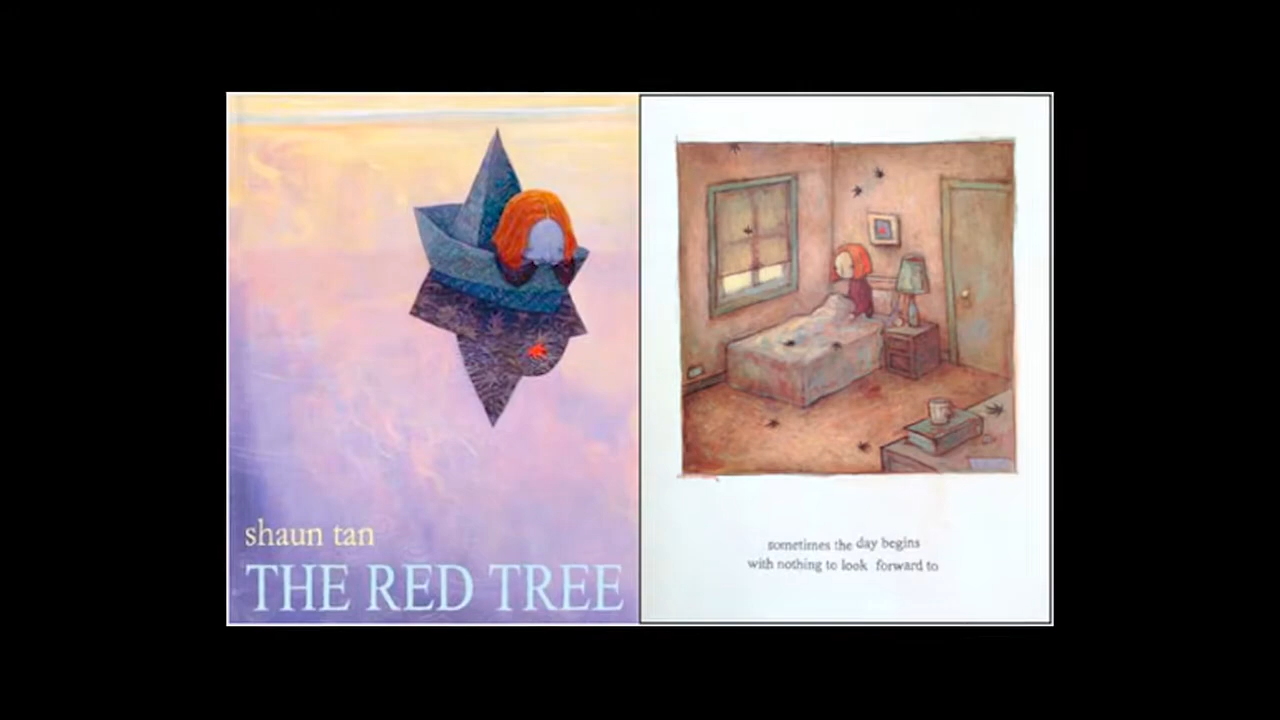 shaun tan
THE RED TREE
sometimes the day begins
with nothing to look forward to